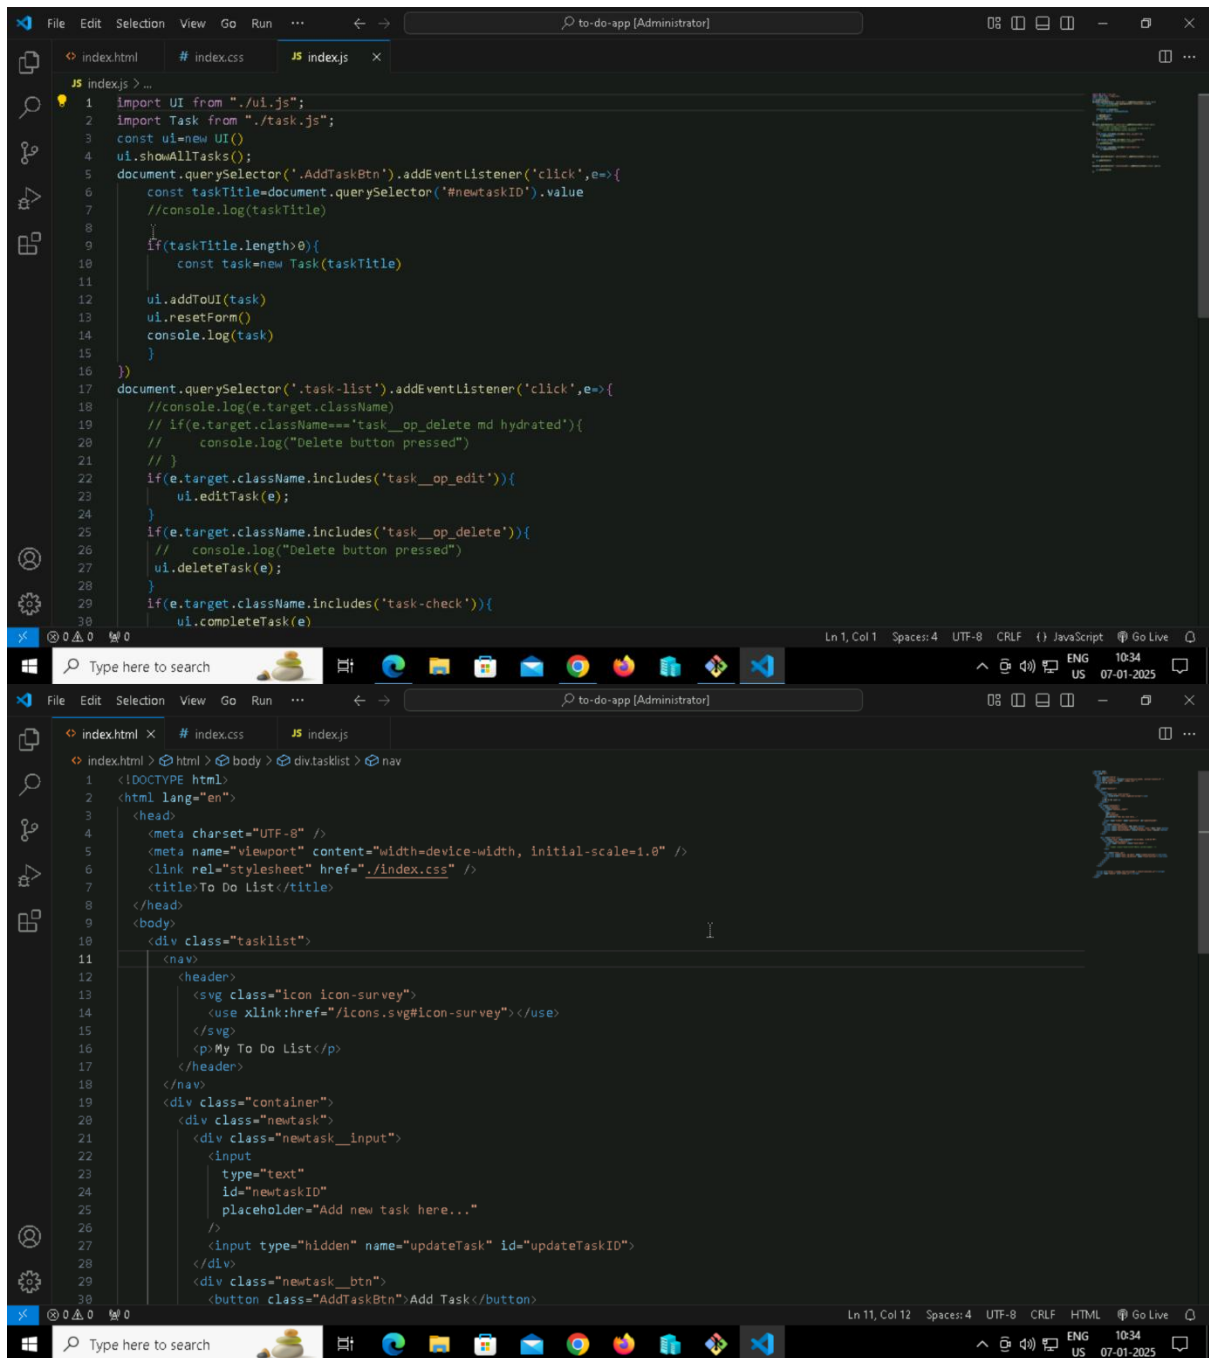 File Edit Selection View Go Run ··· to-do-app [Administrator]
index.html # index.css JS index.js
JS index.js > ...
1 import UI from "./ui.js";
2 import Task from "./task.js";
3 const ui=new UI()
4 ui.showAllTasks();
5 document.querySelector('.AddTaskBtn').addEventListener('click',e=>{
6 const taskTitle=document.querySelector('#newtaskID').value
7 //console.log(taskTitle)
8
9 if(taskTitle.length>0){
10 const task=new Task(taskTitle)
11
12 ui.addToUI(task)
13 ui.resetForm()
14 console.log(task)
15 }
16 })
17 document.querySelector('.task-list').addEventListener('click',e=>{
18 //console.log(e.target.className)
19 // if(e.target.className==='task__op_delete md hydrated'){
20 // console.log("Delete button pressed")
21 // }
22 if(e.target.className.includes('task__op_edit')){
23 ui.editTask(e);
24 }
25 if(e.target.className.includes('task__op_delete')){
26 // console.log("Delete button pressed")
27 ui.deleteTask(e);
28 }
29 if(e.target.className.includes('task-check')){
30 ui.completeTask(e)
0 0 0 Ln 1, Col 1 Spaces: 4 UTF-8 CRLF {} JavaScript Go Live
Type here to search ENG US 10:34 07-01-2025
File Edit Selection View Go Run ··· to-do-app [Administrator]
index.html # index.css JS index.js
index.html > html > body > div.tasklist > nav
1 <!DOCTYPE html>
2 <html lang="en">
3 <head>
4 <meta charset="UTF-8" />
5 <meta name="viewport" content="width=device-width, initial-scale=1.0" />
6 <link rel="stylesheet" href="./index.css" />
7 <title>To Do List</title>
8 </head>
9 <body>
10 <div class="tasklist">
11 <nav>
12 <header>
13 <svg class="icon icon-survey">
14 <use xlink:href="/icons.svg#icon-survey"></use>
15 </svg>
16 <p>My To Do List</p>
17 </header>
18 </nav>
19 <div class="container">
20 <div class="newtask">
21 <div class="newtask__input">
22 <input
23 type="text"
24 id="newtaskID"
25 placeholder="Add new task here..."
26 />
27 <input type="hidden" name="updateTask" id="updateTaskID">
28 </div>
29 <div class="newtask__btn">
30 <button class="AddTaskBtn">Add Task</button>
0 0 0 Ln 11, Col 12 Spaces: 4 UTF-8 CRLF HTML Go Live
Type here to search ENG US 10:34 07-01-2025